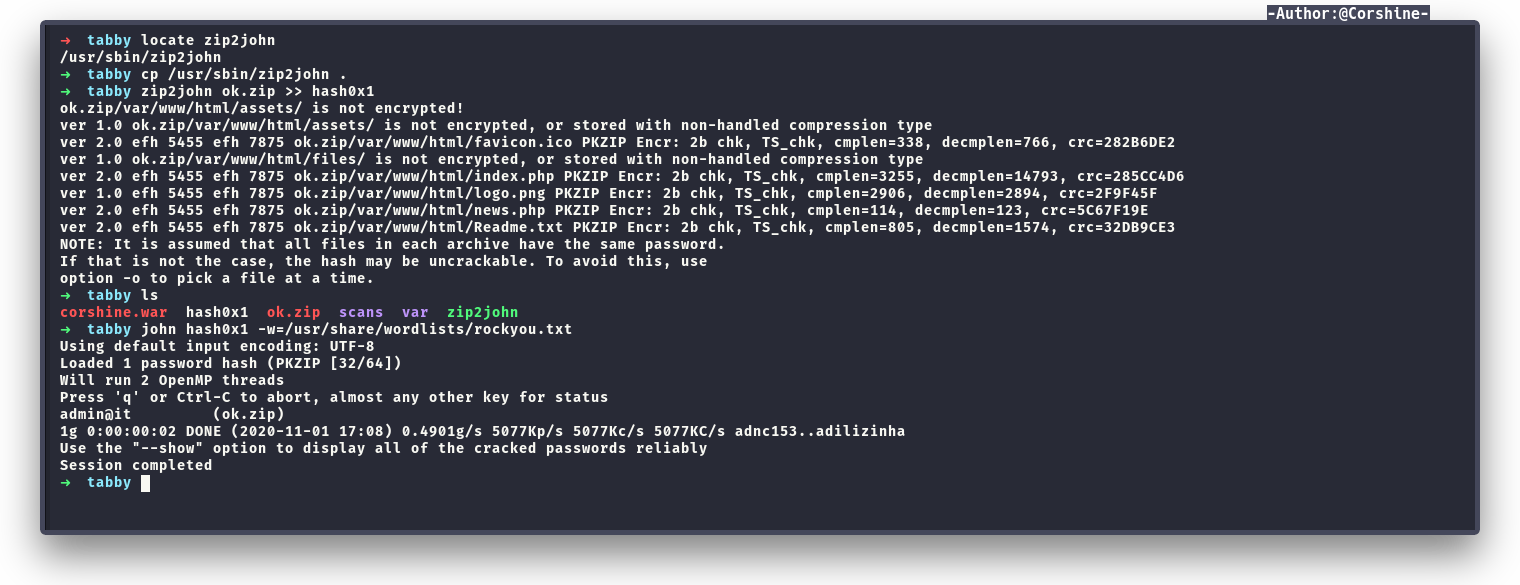 -Author:@Corshine-
➜ tabby locate zip2john
/usr/sbin/zip2john
➜ tabby cp /usr/sbin/zip2john .
➜ tabby zip2john ok.zip >> hash0x1
ok.zip/var/www/html/assets/ is not encrypted!
ver 1.0 ok.zip/var/www/html/assets/ is not encrypted, or stored with non-handled compression type
ver 2.0 efh 5455 efh 7875 ok.zip/var/www/html/favicon.ico PKZIP Encr: 2b chk, TS_chk, cmplen=338, decmplen=766, crc=282B6DE2
ver 1.0 ok.zip/var/www/html/files/ is not encrypted, or stored with non-handled compression type
ver 2.0 efh 5455 efh 7875 ok.zip/var/www/html/index.php PKZIP Encr: 2b chk, TS_chk, cmplen=3255, decmplen=14793, crc=285CC4D6
ver 1.0 efh 5455 efh 7875 ok.zip/var/www/html/logo.png PKZIP Encr: 2b chk, TS_chk, cmplen=2906, decmplen=2894, crc=2F9F45F
ver 2.0 efh 5455 efh 7875 ok.zip/var/www/html/news.php PKZIP Encr: 2b chk, TS_chk, cmplen=114, decmplen=123, crc=5C67F19E
ver 2.0 efh 5455 efh 7875 ok.zip/var/www/html/Readme.txt PKZIP Encr: 2b chk, TS_chk, cmplen=805, decmplen=1574, crc=32DB9CE3
NOTE: It is assumed that all files in each archive have the same password.
If that is not the case, the hash may be uncrackable. To avoid this, use
option -o to pick a file at a time.
➜ tabby ls
corshine.war hash0x1 ok.zip scans var zip2john
➜ tabby john hash0x1 -w=/usr/share/wordlists/rockyou.txt
Using default input encoding: UTF-8
Loaded 1 password hash (PKZIP [32/64])
Will run 2 OpenMP threads
Press 'q' or Ctrl-C to abort, almost any other key for status
admin@it (ok.zip)
1g 0:00:00:02 DONE (2020-11-01 17:08) 0.4901g/s 5077Kp/s 5077Kc/s 5077KC/s adnc153..adilizinha
Use the "--show" option to display all of the cracked passwords reliably
Session completed
➜ tabby